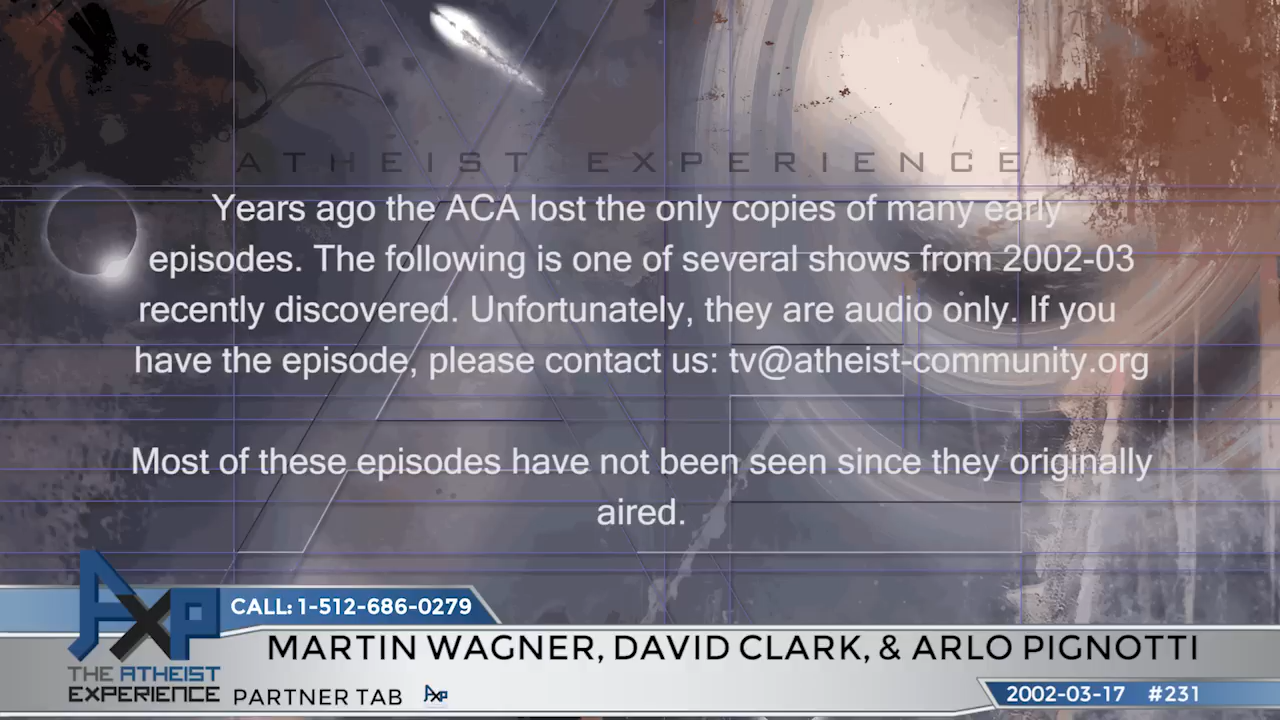 ATHEIST EXPERIENCE
Years ago the ACA lost the only copies of many early
episodes. The following is one of several shows from 2002-03
recently discovered. Unfortunately, they are audio only. If you
have the episode, please contact us: tv@atheist-community.org
Most of these episodes have not been seen since they originally
aired.
AXP
THE ATHEIST
EXPERIENCE
CALL: 1-512-686-0279
MARTIN WAGNER, DAVID CLARK, & ARLO PIGNOTTI
PARTNER TAB AXP
2002-03-17 #231